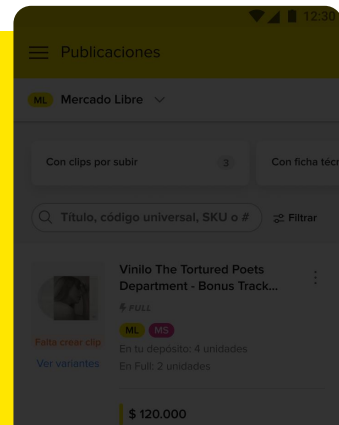 12:30
Publicaciones
ML Mercado Libre
Con clips por subir 3 Con ficha técn
Título, código universal, SKU o # Filtrar
Vinilo The Tortured Poets
Department - Bonus Track...
FULL
ML MS
Falta crear clip
En tu depósito: 4 unidades
Ver variantes
En Full: 2 unidades
$ 120.000